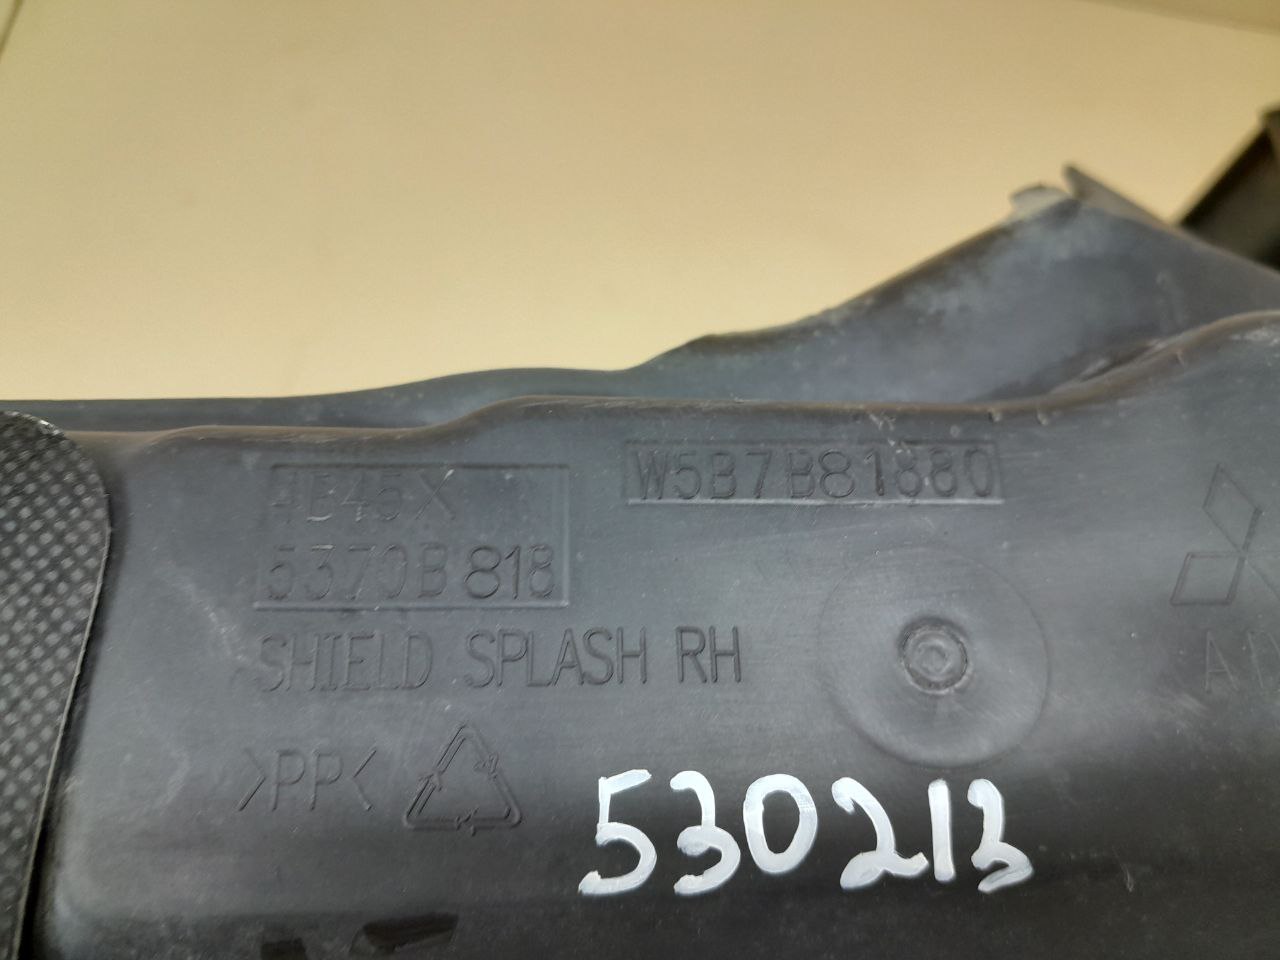 W5B7B81880
4B45X
5370B818
SHIELD SPLASH RH
>PP<
530213